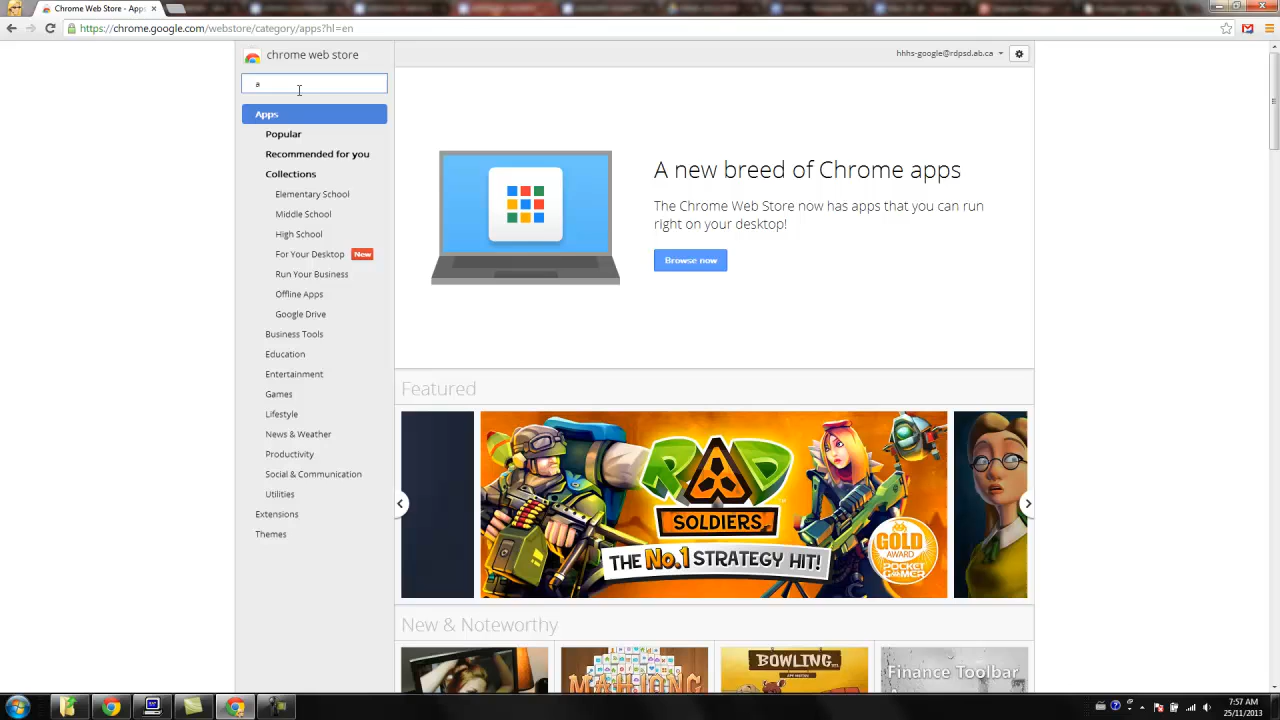 Chrome Web Store - Apps
https://chrome.google.com/webstore/category/apps?hl=en
chrome web store
hhhs-google@rdpsd.ab.ca
a
Apps
Popular
Recommended for you
Collections
Elementary School
Middle School
High School
For Your Desktop New
Run Your Business
Offline Apps
Google Drive
Business Tools
Education
Entertainment
Games
Lifestyle
News & Weather
Productivity
Social & Communication
Utilities
Extensions
Themes
A new breed of Chrome apps
The Chrome Web Store now has apps that you can run
right on your desktop!
Browse now
Featured
RAD
SOLDIERS
THE No.1 STRATEGY HIT!
GOLD
AWARD
POCKET
GAMER
New & Noteworthy
MAHJONG
BOWLING
Finance Toolbar
7:57 AM
25/11/2013